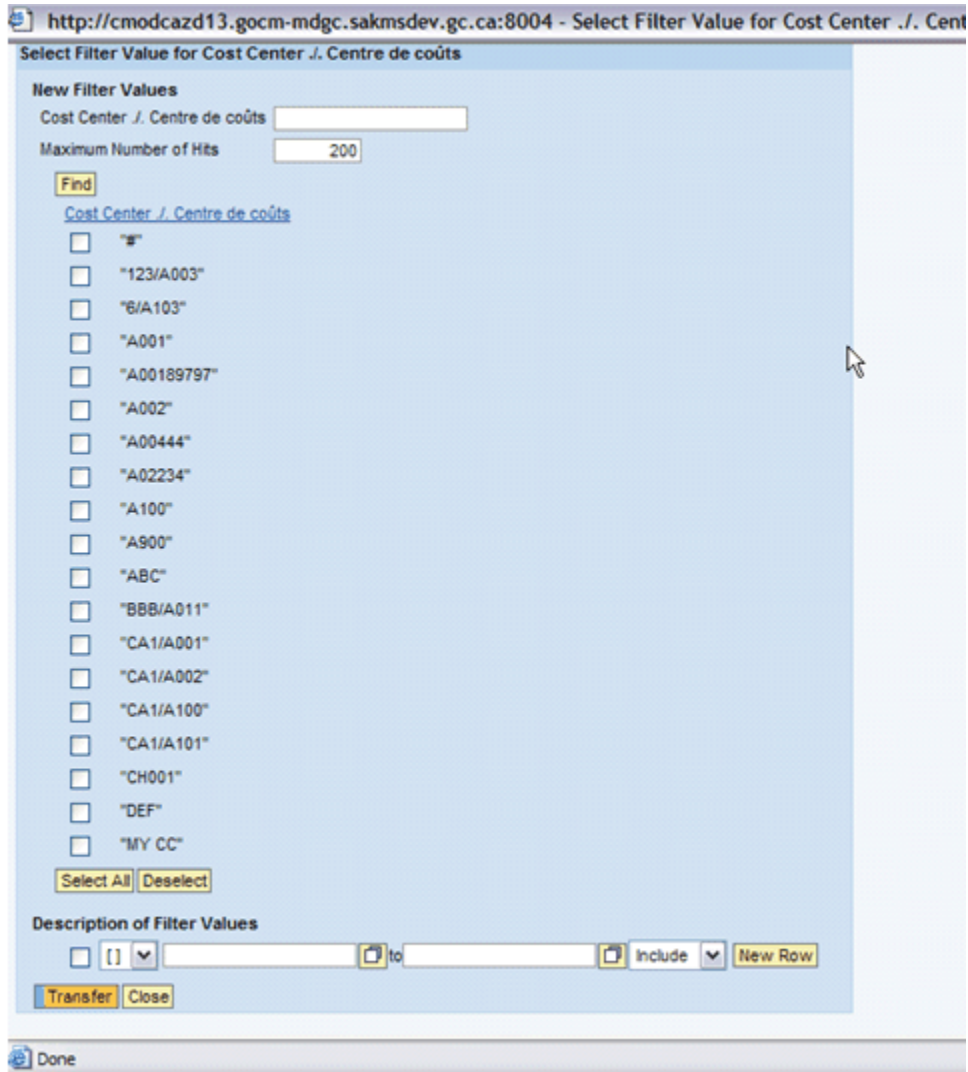 http://cmodcazd13.gocm-mdgc.sakmsdev.gc.ca:8004 - Select Filter Value for Cost Center ./. Cent
Select Filter Value for Cost Center ./. Centre de coûts
New Filter Values
Cost Center ./. Centre de coûts
Maximum Number of Hits 200
Find
Cost Center ./. Centre de coûts
"#"
"123/A003"
"6/A103"
"A001"
"A00189797"
"A002"
"A00444"
"A02234"
"A100"
"A900"
"ABC"
"BBB/A011"
"CA1/A001"
"CA1/A002"
"CA1/A100"
"CA1/A101"
"CH001"
"DEF"
"MY CC"
Select All Deselect
Description of Filter Values
[ ] to Include New Row
Transfer Close
Done